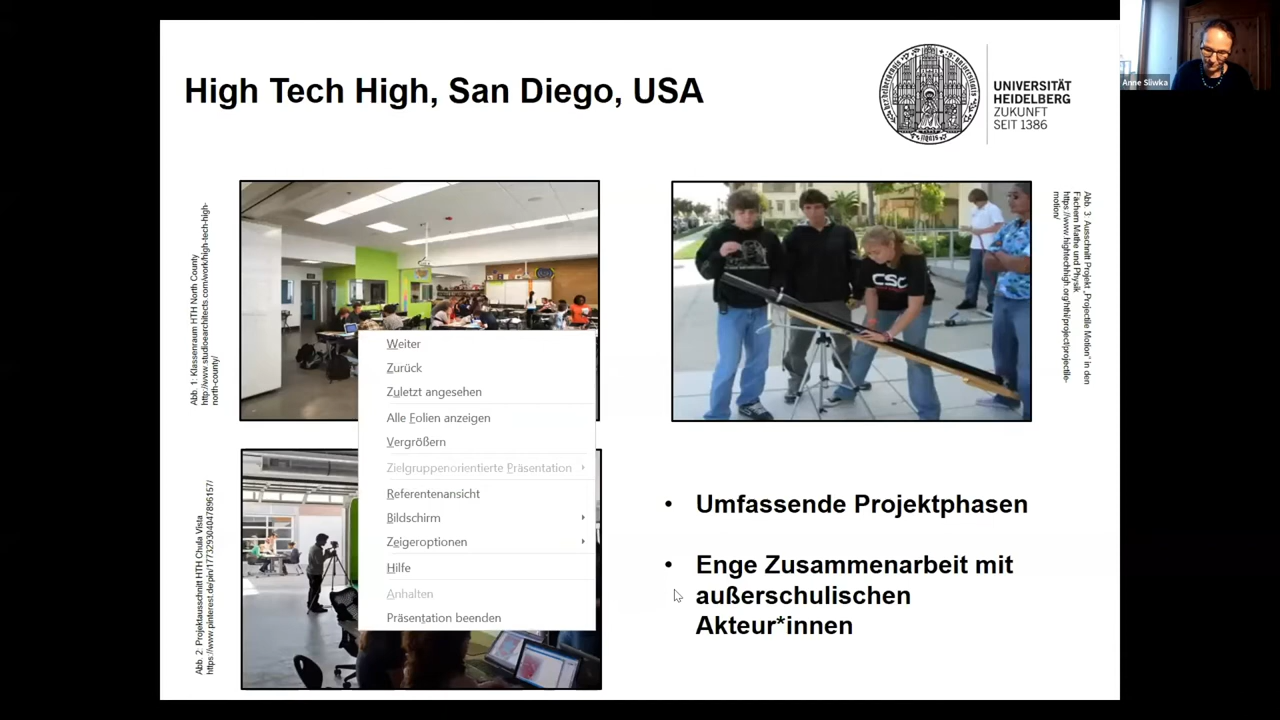 High Tech High, San Diego, USA
UNIVERSITÄT
HEIDELBERG
ZUKUNFT
SEIT 1386
Anne Sliwka
Abb. 1: Klassenraum HTH North County
http://www.studioearchitects.com/work/high-tech-high-
north-county/
Abb. 3: Ausschnitt Projekt „Projectile Motion“ in den
Fächern Mathe und Physik
https://www.hightechhigh.org/hthi/project/projectile-
motion/
CSC
Weiter
Zurück
Zuletzt angesehen
Alle Folien anzeigen
Vergrößern
Zielgruppenorientierte Präsentation
Referentenansicht
Bildschirm
Zeigeroptionen
Hilfe
Anhalten
Präsentation beenden
Abb. 2: Projektausschnitt HTH Chula Vista
https://www.pinterest.de/pin/177329304047896157/
• Umfassende Projektphasen
• Enge Zusammenarbeit mit
außerschulischen
Akteur*innen